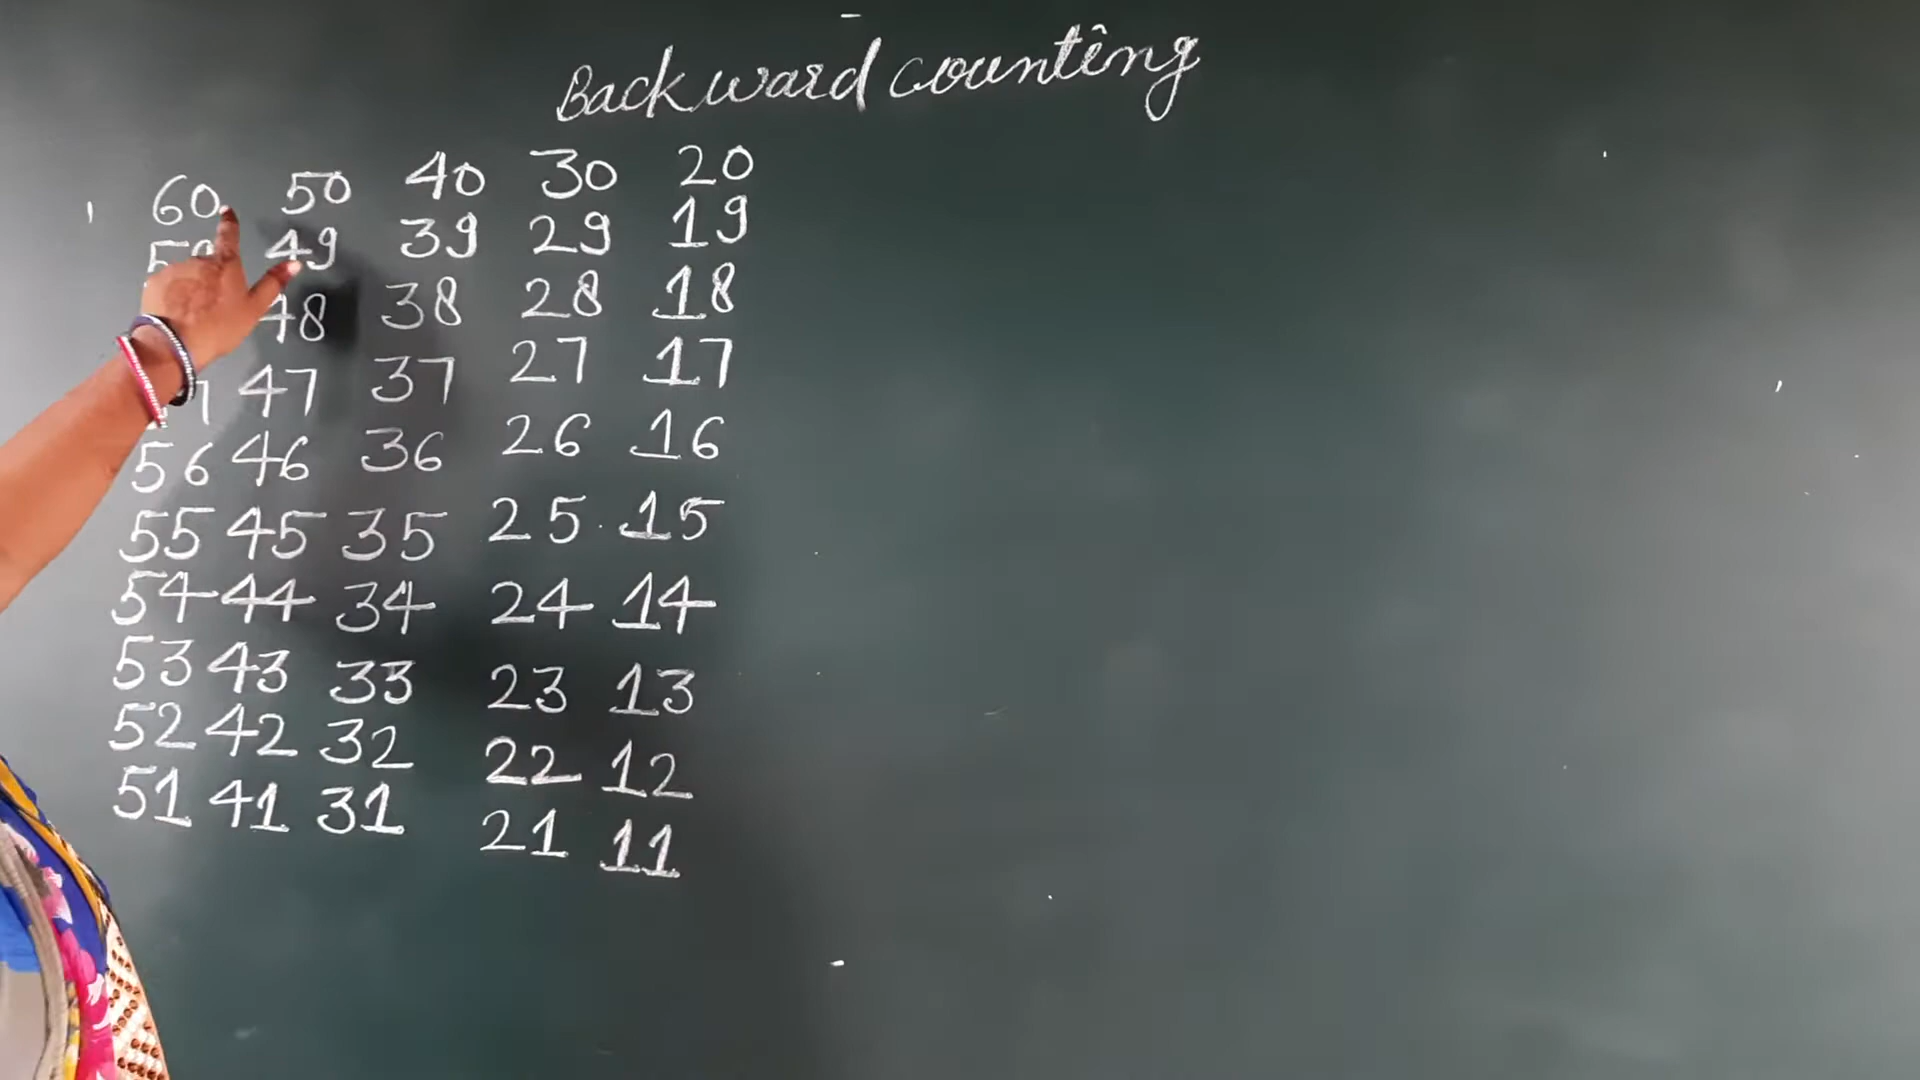 Backward counting
60 50 40 30 20
59 49 39 29 19
48 38 28 18
47 37 27 17
56 46 36 26 16
55 45 35 25 15
54 44 34 24 14
53 43 33 23 13
52 42 32 22 12
51 41 31 21 11